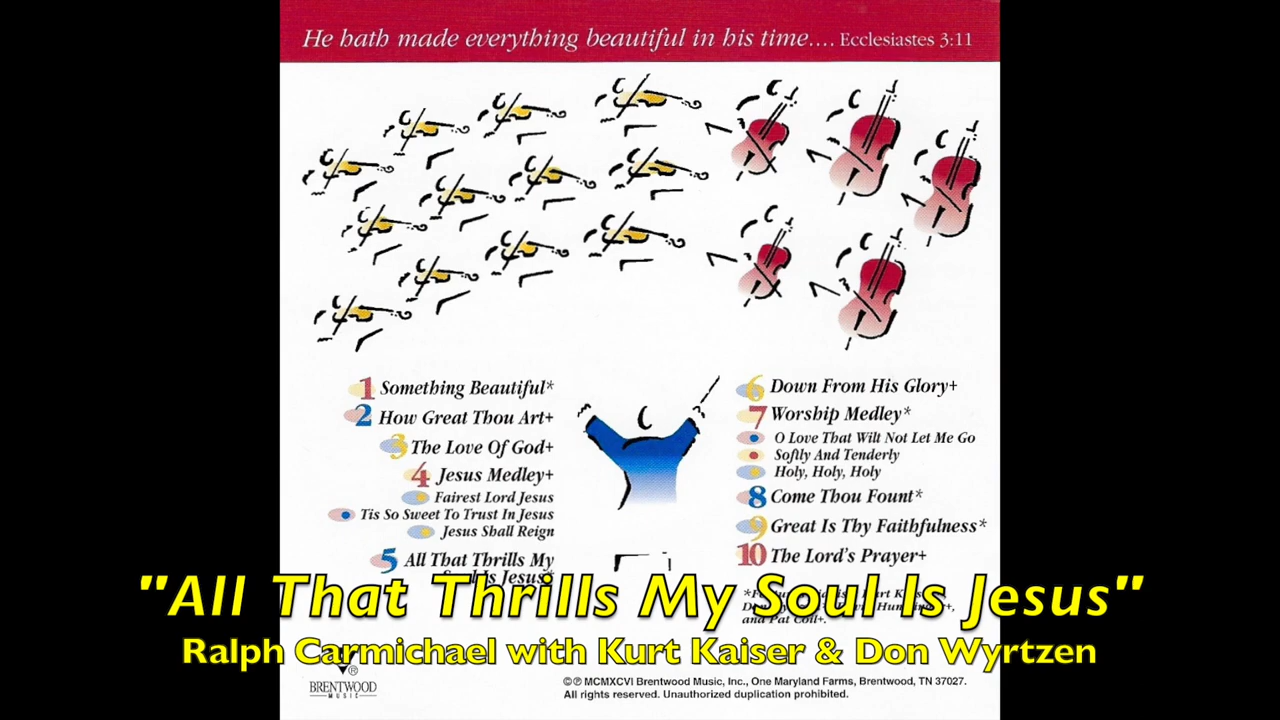 He hath made everything beautiful in his time.... Ecclesiastes 3:11
1 Something Beautiful*
2 How Great Thou Art+
3 The Love Of God+
4 Jesus Medley+
Fairest Lord Jesus
Tis So Sweet To Trust In Jesus
Jesus Shall Reign
5 All That Thrills My
Soul Is Jesus*
6 Down From His Glory+
7 Worship Medley*
O Love That Wilt Not Let Me Go
Softly And Tenderly
Holy, Holy, Holy
8 Come Thou Fount*
9 Great Is Thy Faithfulness*
10 The Lord's Prayer+
and Pat Coil+.
"All That Thrills My Soul Is Jesus"
Ralph Carmichael with Kurt Kaiser & Don Wyrtzen
®
BRENTWOOD
MUSIC
©℗ MCMXCVI Brentwood Music, Inc., One Maryland Farms, Brentwood, TN 37027.
All rights reserved. Unauthorized duplication prohibited.